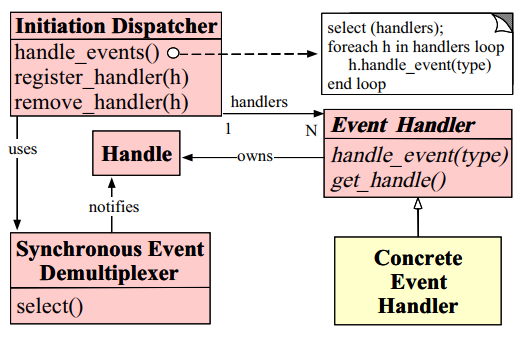 Initiation Dispatcher
handle_events()
register_handler(h)
remove_handler(h)
select (handlers);
foreach h in handlers loop
h.handle_event(type)
end loop
handlers
1
N
uses
Handle
owns
Event Handler
handle_event(type)
get_handle()
notifies
Synchronous Event
Demultiplexer
select()
Concrete
Event
Handler